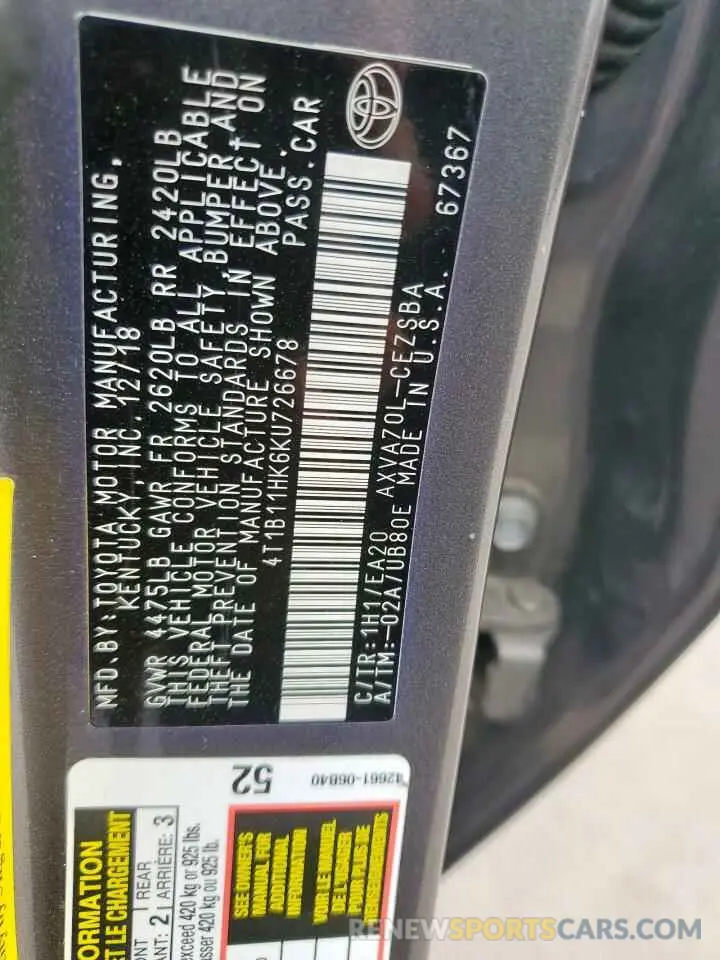 MFD.BY:TOYOTA MOTOR MANUFACTURING,
KENTUCKY,INC. 12/18
GVWR 4475LB GAWR FR 2620LB RR 2420LB
THIS VEHICLE CONFORMS TO ALL APPLICABLE
FEDERAL MOTOR VEHICLE SAFETY,BUMPER,AND
THEFT PREVENTION STANDARDS IN EFFECT ON
THE DATE OF MANUFACTURE SHOWN ABOVE.
4T1B11HK6KU726678 PASS.CAR
C/TR:1H1/EA20 AXVA70L-CEZSBA
A/TM:-02A/UB80E MADE IN U.S.A. 67367
52
42661-06B40
ORMATION
ET LE CHARGEMENT
ONT REAR
ANT: 2 ARRIÈRE: 3
exceed 420 kg or 925 lbs.
asser 420 kg ou 925 lb.
SEE OWNER'S
MANUAL FOR
ADDITIONAL
INFORMATION
VOIR LE MANUEL
DE L'USAGER
POUR PLUS DE
RENSEIGNEMENTS
RENEWSPORTSCARS.COM